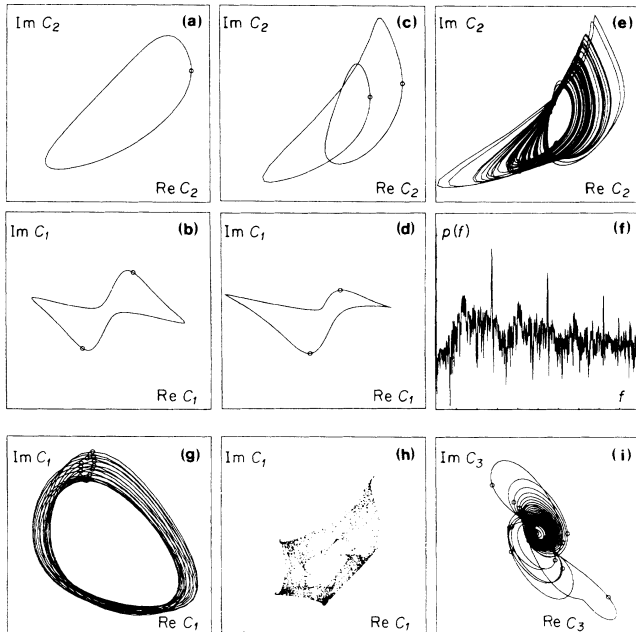 Im C₂ (a)
Re C₂
Im C₂ (c)
Re C₂
Im C₂ (e)
Re C₂
Im C₁ (b)
Re C₁
Im C₁ (d)
Re C₁
p(f) (f)
f
Im C₁ (g)
Re C₁
Im C₁ (h)
Re C₁
Im C₃ (i)
Re C₃